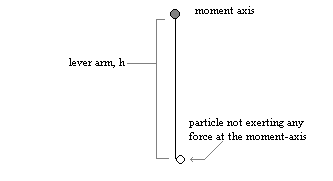 moment axis
lever arm, h
particle not exerting any
force at the moment-axis